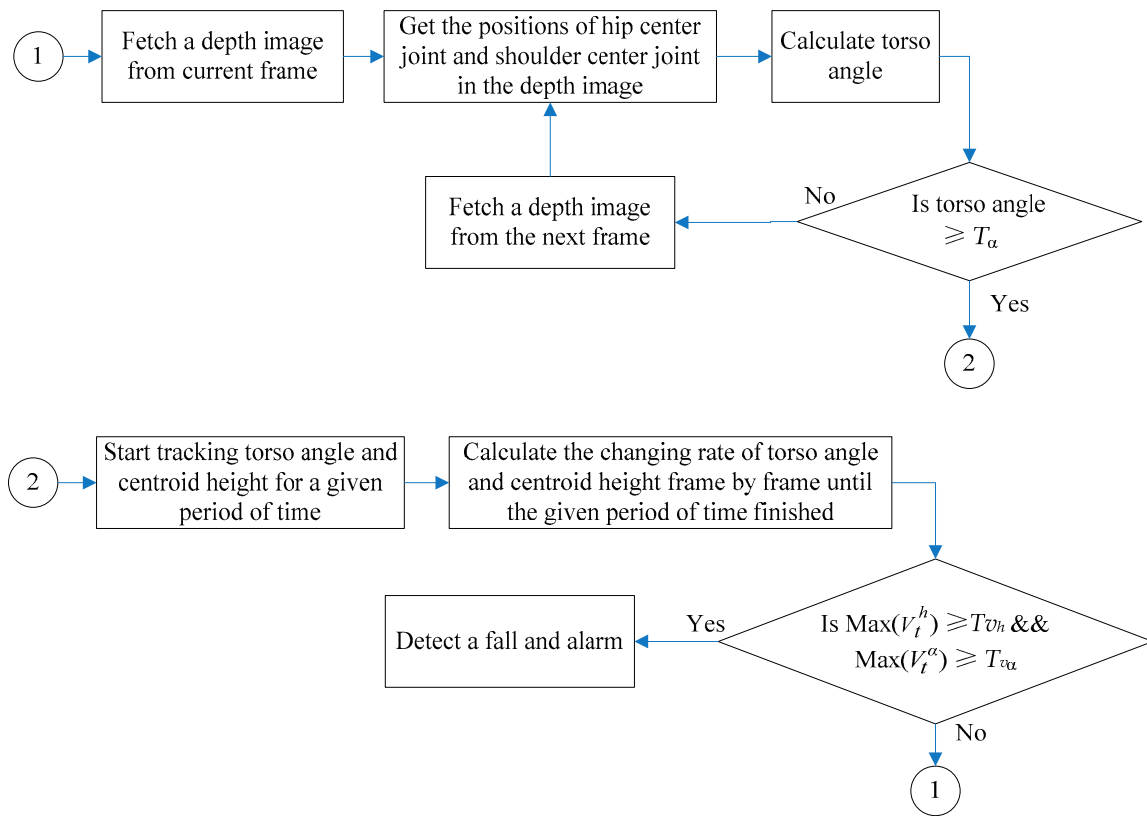 1
Fetch a depth image
from current frame
Get the positions of hip center
joint and shoulder center joint
in the depth image
Calculate torso
angle
Fetch a depth image
from the next frame
No
Is torso angle
⩾ Tα
Yes
2
2
Start tracking torso angle and
centroid height for a given
period of time
Calculate the changing rate of torso angle
and centroid height frame by frame until
the given period of time finished
Detect a fall and alarm
Yes
Is Max(V_t^h) ⩾Tv_h &&
Max(V_t^α) ⩾ T_vα
No
1